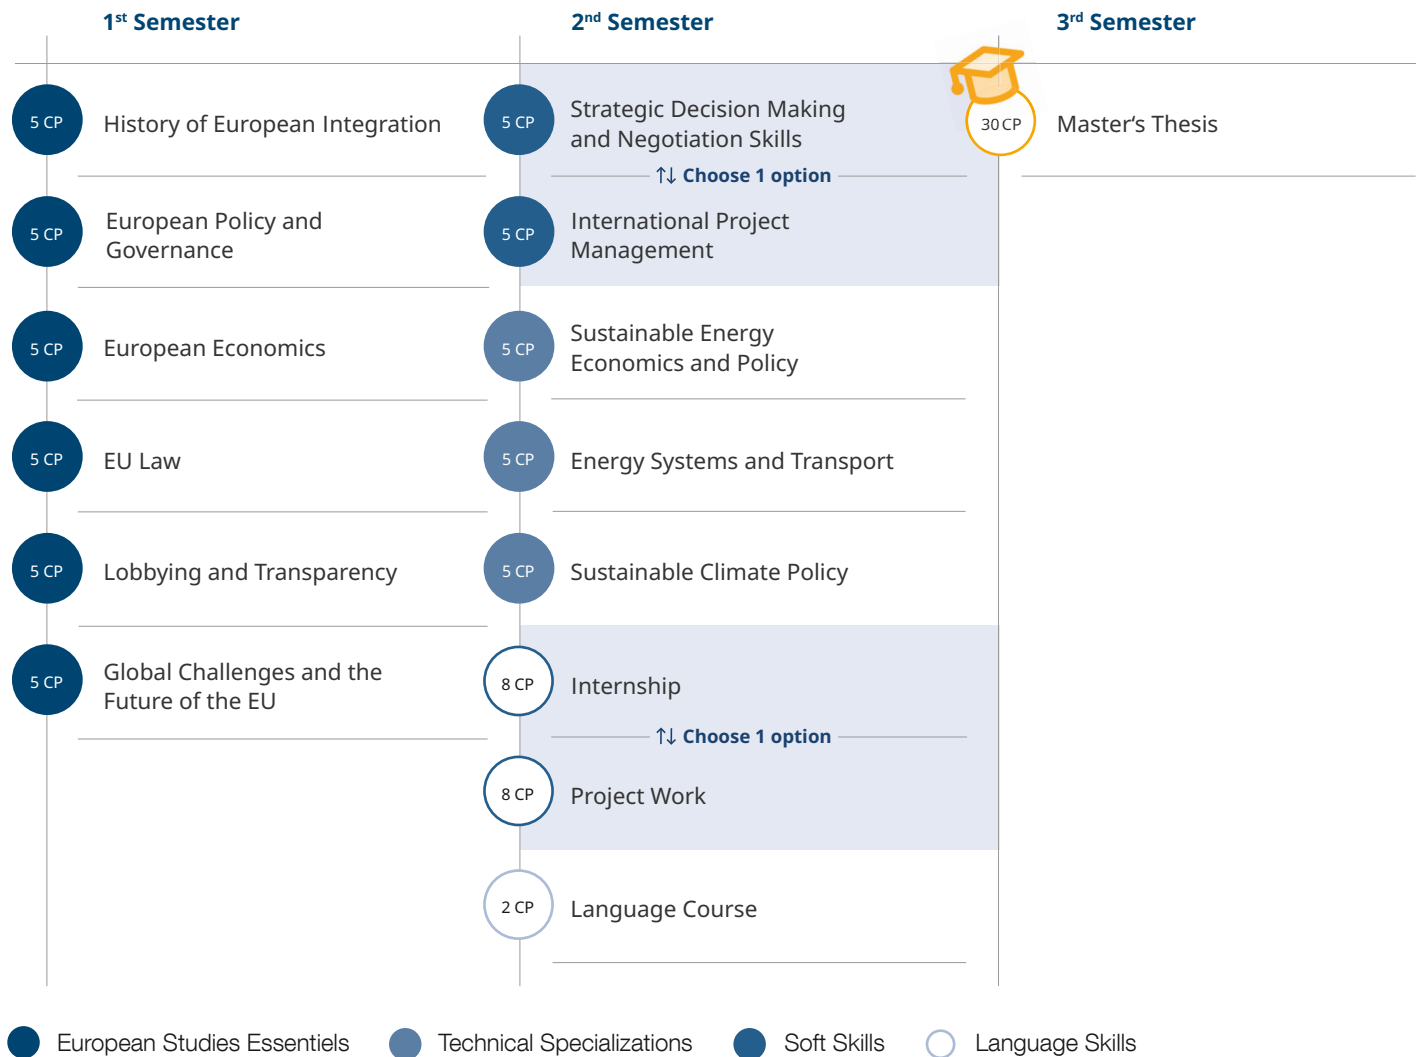 1st Semester
5 CP
History of European Integration
5 CP
European Policy and
Governance
5 CP
European Economics
5 CP
EU Law
5 CP
Lobbying and Transparency
5 CP
Global Challenges and the
Future of the EU
2nd Semester
5 CP
Strategic Decision Making
and Negotiation Skills
↑↓ Choose 1 option
5 CP
International Project
Management
5 CP
Sustainable Energy
Economics and Policy
5 CP
Energy Systems and Transport
5 CP
Sustainable Climate Policy
8 CP
Internship
↑↓ Choose 1 option
8 CP
Project Work
2 CP
Language Course
3rd Semester
30 CP
Master's Thesis
European Studies Essentiels
Technical Specializations
Soft Skills
Language Skills